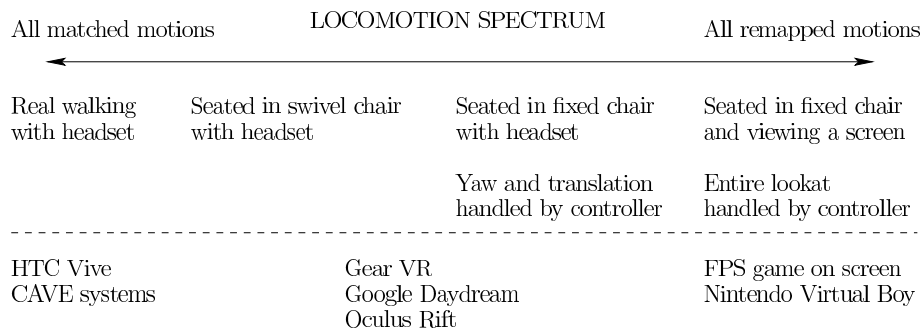 LOCOMOTION SPECTRUM
All matched motions
All remapped motions
Real walking
with headset
Seated in swivel chair
with headset
Seated in fixed chair
with headset
Seated in fixed chair
and viewing a screen
Yaw and translation
handled by controller
Entire lookat
handled by controller
HTC Vive
CAVE systems
Gear VR
Google Daydream
Oculus Rift
FPS game on screen
Nintendo Virtual Boy